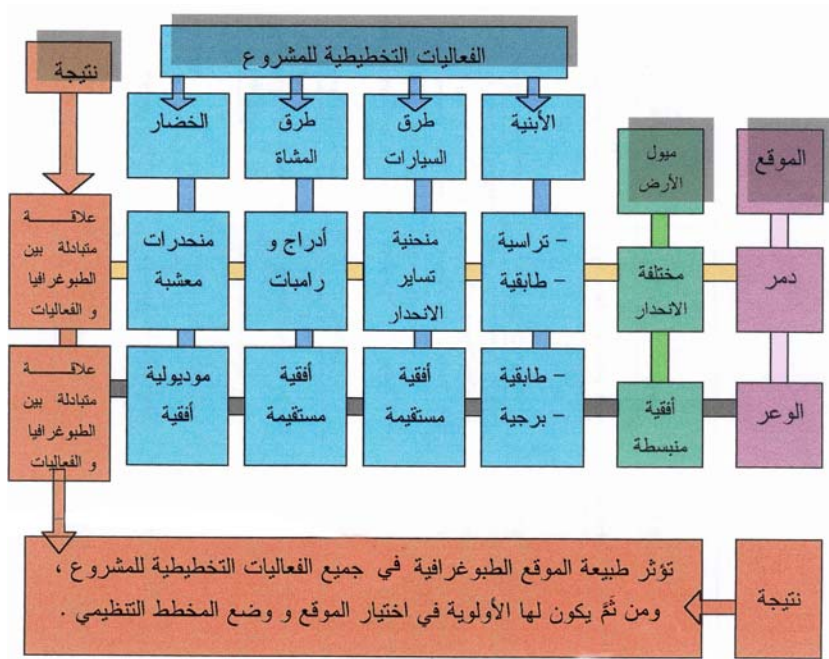 الفعاليات التخطيطية للمشروع
نتيجة
الموقع
ميول
الأرض
الأبنية
طرق
السيارات
طرق
المشاة
الخضار
دمر
مختلفة
الانحدار
– تراسية
– طابقية
منحنية
تساير
الانحدار
أدراج و
رامبات
منحدرات
معشبة
علاقـــــة
متبادلة بين
الطبوغرافيا
و الفعاليات
الوعر
أفقية
منبسطة
– طابقية
– برجية
أفقية
مستقيمة
أفقية
مستقيمة
موديولية
أفقية
علاقـــــة
متبادلة بين
الطبوغرافيا
و الفعاليات
نتيجة
تؤثر طبيعة الموقع الطبوغرافية في جميع الفعاليات التخطيطية للمشروع ،
ومن ثَمَّ يكون لها الأولوية في اختيار الموقع و وضع المخطط التنظيمي .